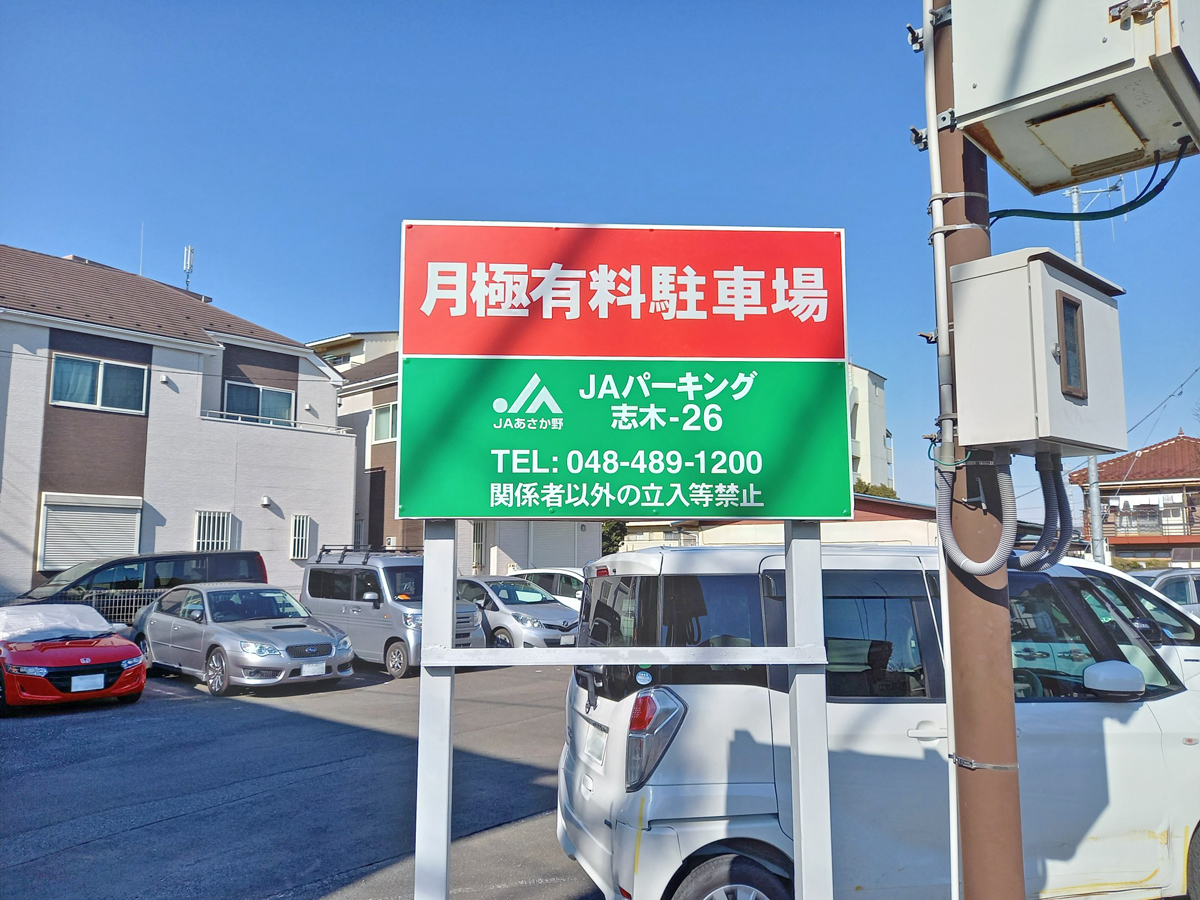 月極有料駐車場
JAパーキング
志木-26
JAあさか野
TEL: 048-489-1200
関係者以外の立入等禁止